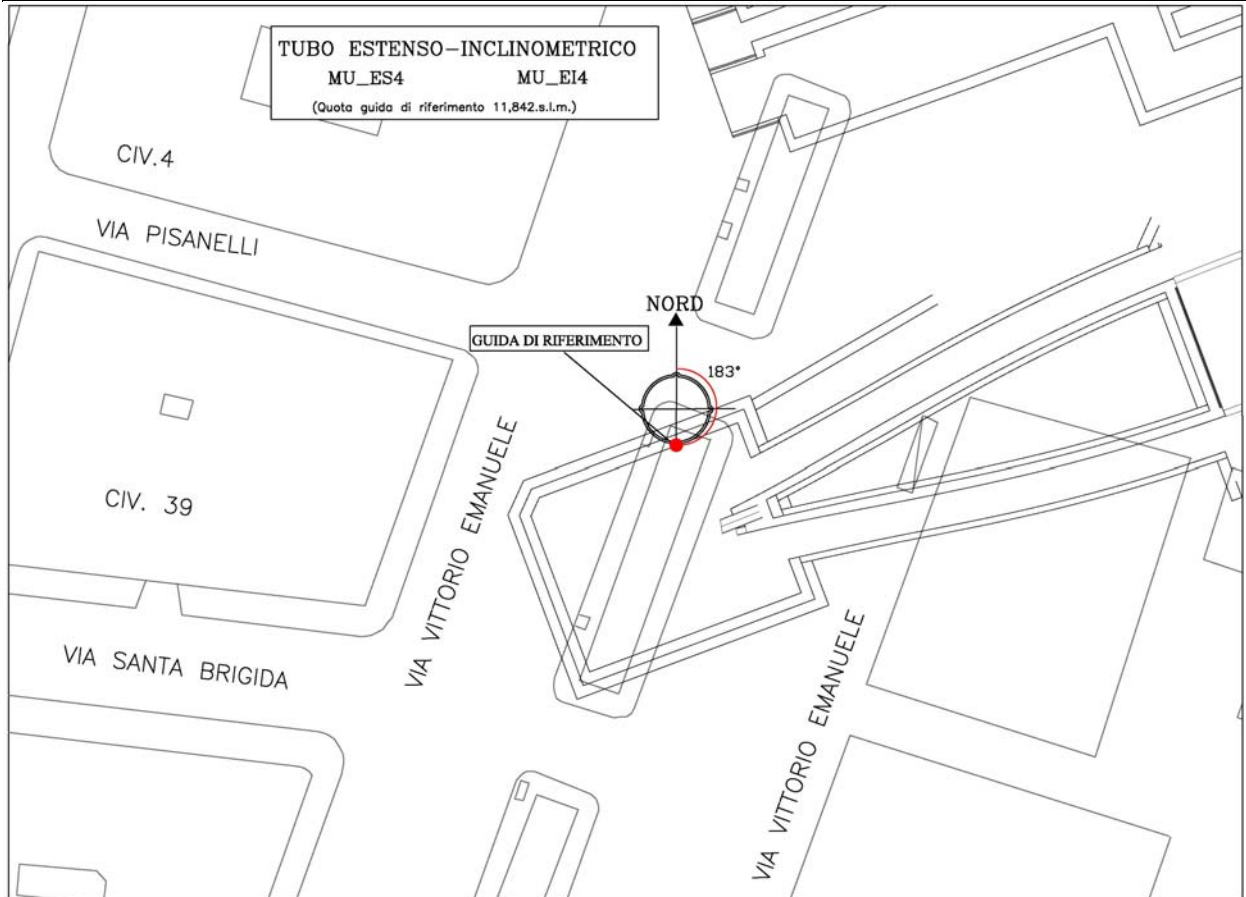 TUBO ESTENSO-INCLINOMETRICO
MU_ES4 MU_EI4
(Quota guida di riferimento 11,842.s.l.m.)
CIV.4
VIA PISANELLI
NORD
GUIDA DI RIFERIMENTO
183°
CIV. 39
VIA VITTORIO EMANUELE
VIA SANTA BRIGIDA
VIA VITTORIO EMANUELE